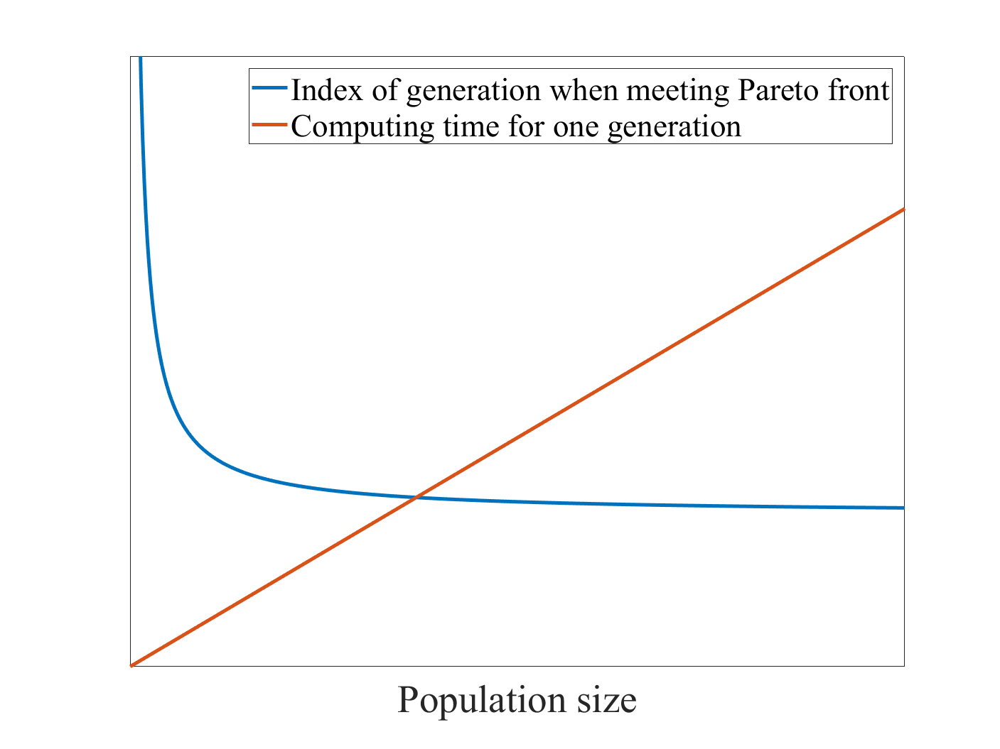 Index of generation when meeting Pareto front
Computing time for one generation
Population size